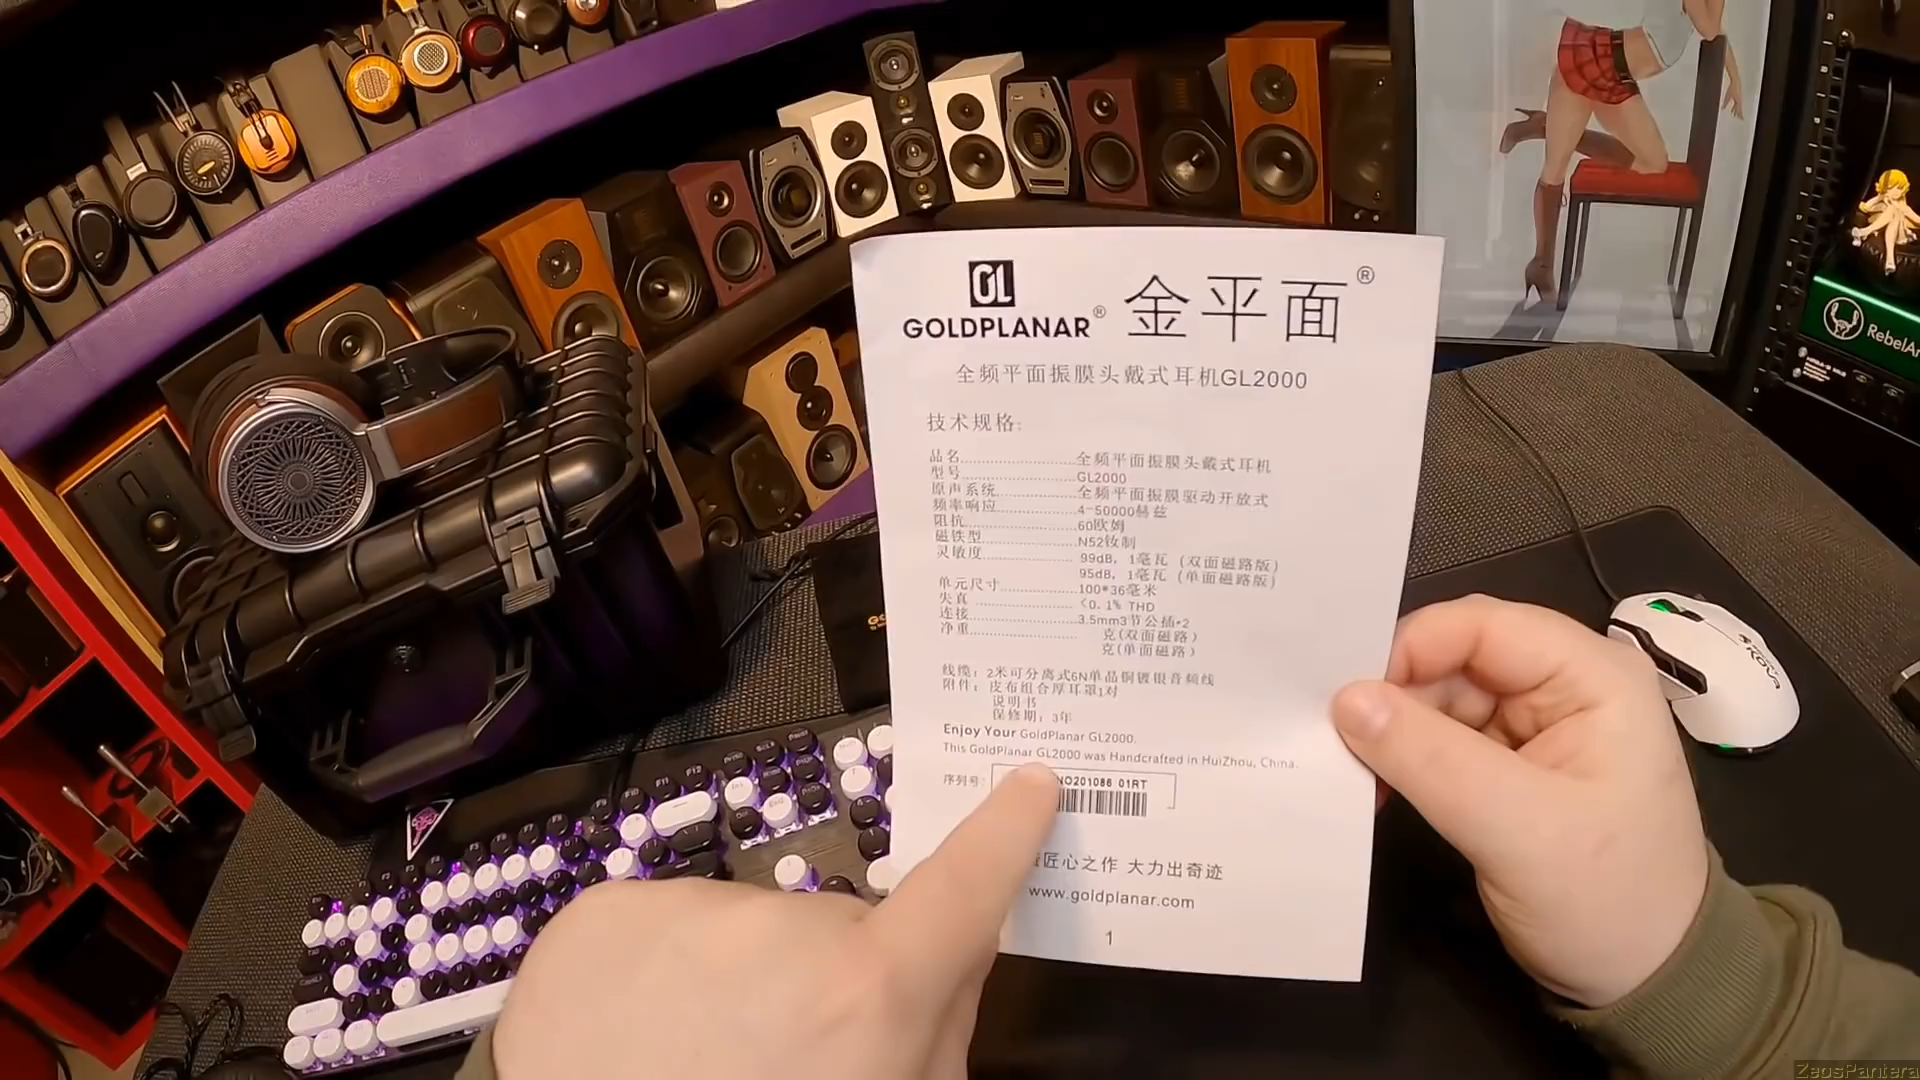 GL
GOLDPLANAR® 金平面®
全频平面振膜头戴式耳机GL2000
技术规格:
品名........................全频平面振膜头戴式耳机
型号........................GL2000
原声系统................全频平面振膜驱动开放式
频率响应................4-50000赫兹
阻抗........................60欧姆
磁铁型....................N52钕制
灵敏度.................... 99dB, 1毫瓦 (双面磁路版)
95dB, 1毫瓦 (单面磁路版)
单元尺寸................100*36毫米
失真 ....................... <0.1% THD
连接........................3.5mm3节公插*2
净重........................ 克(双面磁路)
克(单面磁路)
线缆: 2米可分离式6N单晶铜镀银音频线
附件: 皮布组合厚耳罩1对
说明书
保修期: 3年
Enjoy Your GoldPlanar GL2000.
This GoldPlanar GL2000 was Handcrafted in HuiZhou, China.
序列号: NO201086 01RT
匠心之作 大力出奇迹
www.goldplanar.com
1
RebelAm
KOVA
F11
F12
ZeosPantera